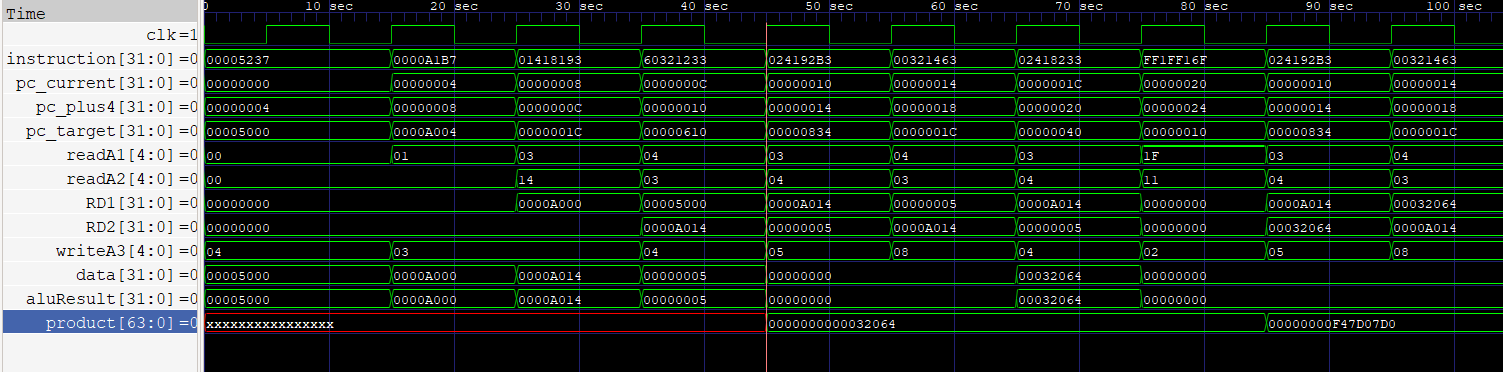 Time 0 10 sec 20 sec 30 sec 40 sec 50 sec 60 sec 70 sec 80 sec 90 sec 100 sec
clk=1
instruction[31:0]=0 00005237 0000A1B7 01418193 60321233 024192B3 00321463 02418233 FF1FF16F 024192B3 00321463
pc_current[31:0]=0 00000000 00000004 00000008 0000000C 00000010 00000014 0000001C 00000020 00000010 00000014
pc_plus4[31:0]=0 00000004 00000008 0000000C 00000010 00000014 00000018 00000020 00000024 00000014 00000018
pc_target[31:0]=0 00005000 0000A004 0000001C 00000610 00000834 0000001C 00000040 00000010 00000834 0000001C
readA1[4:0]=0 00 01 03 04 03 04 03 1F 03 04
readA2[4:0]=0 00 14 03 04 03 04 11 04 03
RD1[31:0]=0 00000000 0000A000 00005000 0000A014 00000005 0000A014 00000000 0000A014 00032064
RD2[31:0]=0 00000000 0000A014 00000005 0000A014 00000005 00000000 00032064 0000A014
writeA3[4:0]=0 04 03 04 05 08 04 02 05 08
data[31:0]=0 00005000 0000A000 0000A014 00000005 00000000 00032064 00000000
aluResult[31:0]=0 00005000 0000A000 0000A014 00000005 00000000 00032064 00000000
product[63:0]=0 xxxxxxxxxxxxxxxx 0000000000032064 00000000F47D07D0